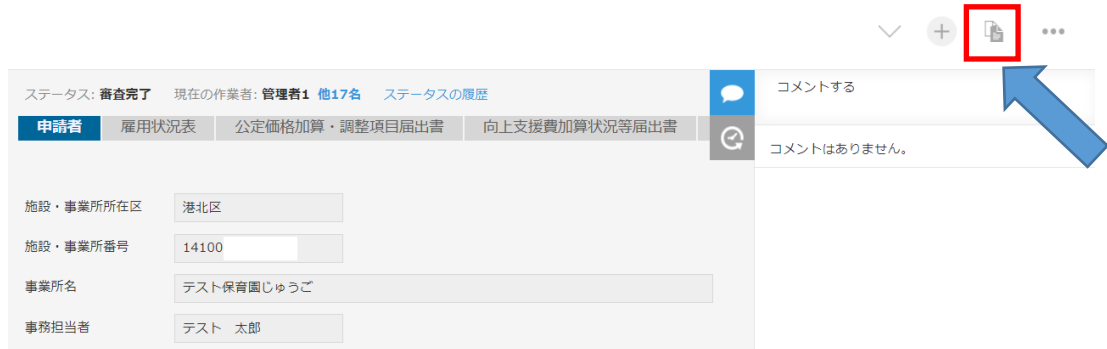 ステータス: 審査完了 現在の作業者: 管理者1 他17名 ステータスの履歴
申請者 雇用状況表 公定価格加算・調整項目届出書 向上支援費加算状況等届出書
施設・事業所所在区 港北区
施設・事業所番号 14100
事業所名 テスト保育園じゅうご
事務担当者 テスト 太郎
コメントする
コメントはありません。